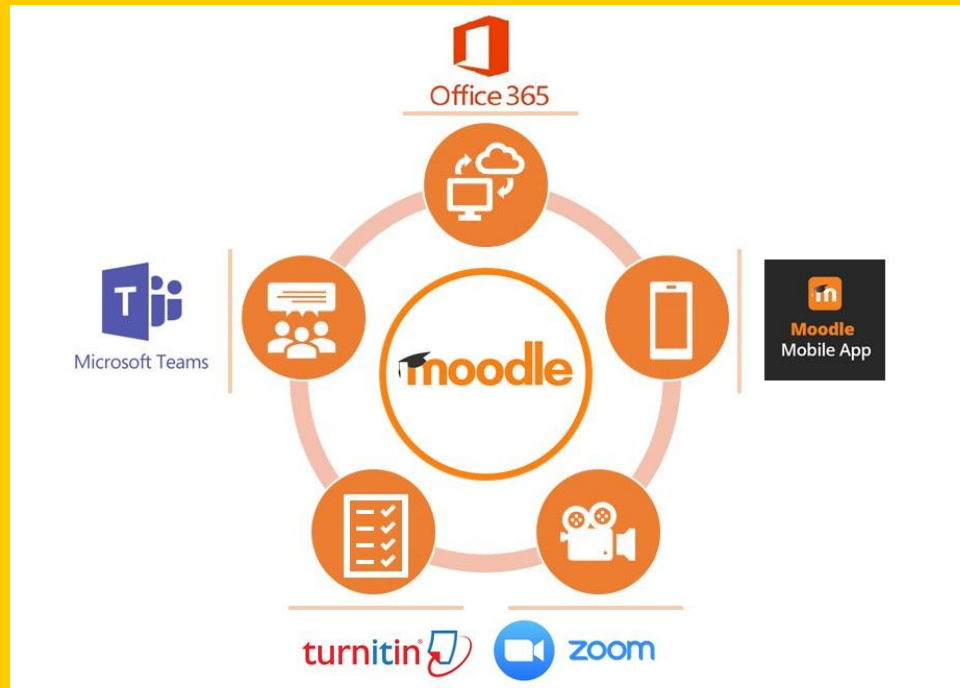 Office 365
T
Microsoft Teams
moodle
m
Moodle
Mobile App
turnitin
zoom